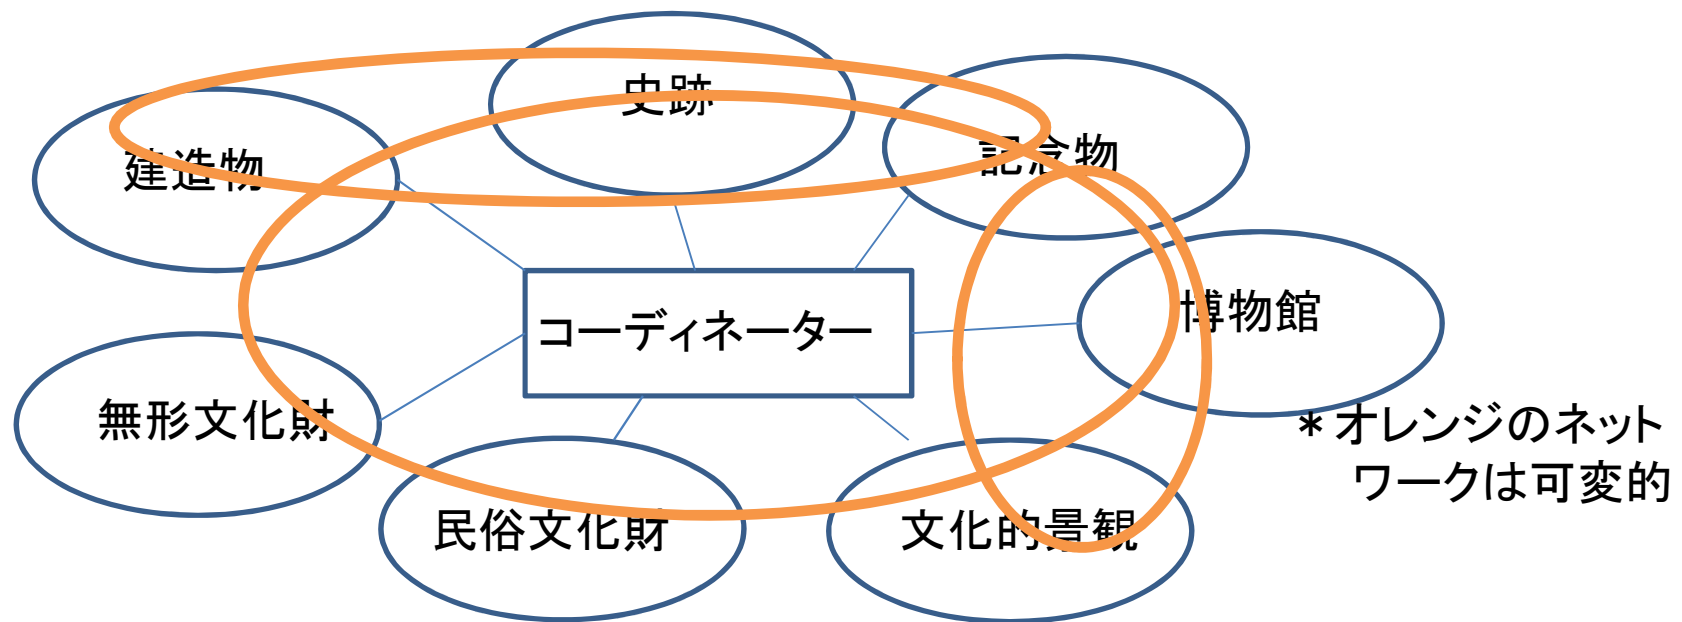 史跡
記念物
建造物
博物館
コーディネーター
無形文化財
*オレンジのネット
ワークは可変的
民俗文化財
文化的景観